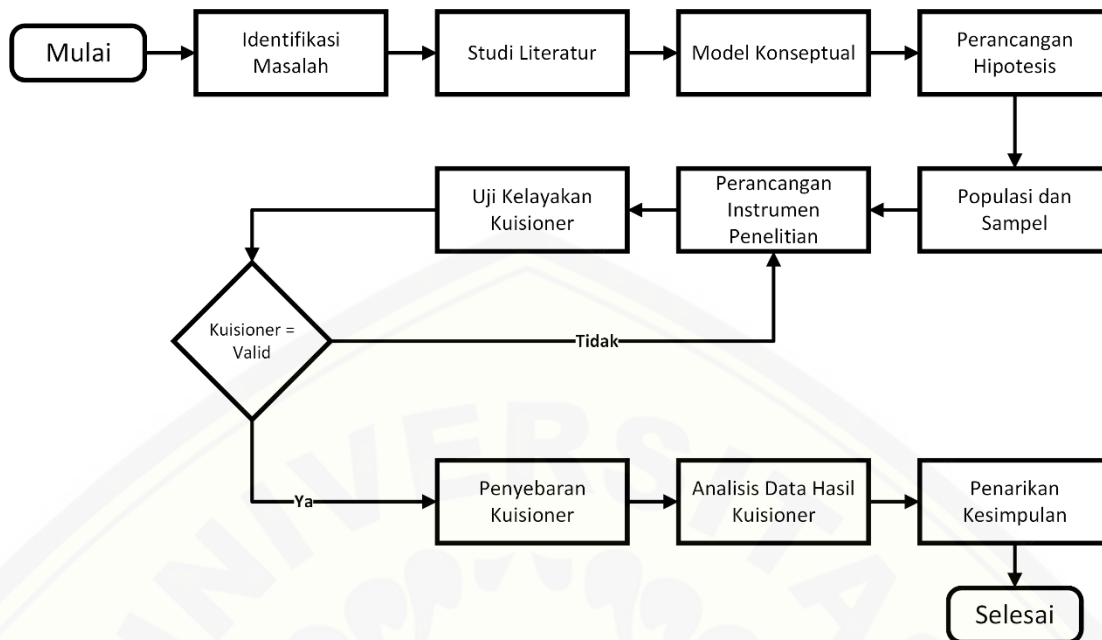 Mulai
Identifikasi
Masalah
Studi Literatur
Model Konseptual
Perancangan
Hipotesis
Uji Kelayakan
Kuisioner
Perancangan
Instrumen
Penelitian
Populasi dan
Sampel
Kuisioner =
Valid
Tidak
Ya
Penyebaran
Kuisioner
Analisis Data Hasil
Kuisioner
Penarikan
Kesimpulan
Selesai
UNIVERSITAS